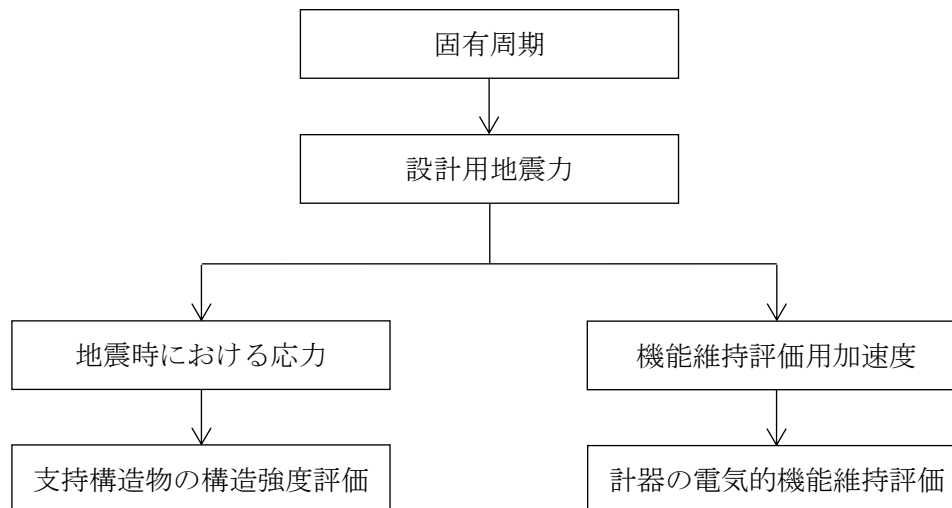 固有周期
設計用地震力
地震時における応力
機能維持評価用加速度
支持構造物の構造強度評価
計器の電気的機能維持評価